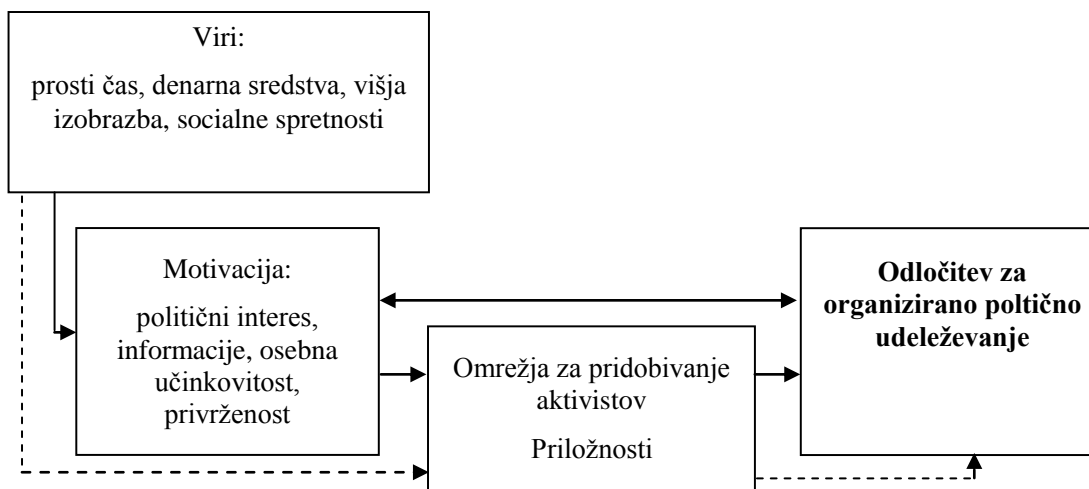 Viri:
prosti čas, denarna sredstva, višja
izobrazba, socialne spretnosti
Motivacija:
politični interes,
informacije, osebna
učinkovitost,
privrženost
Omrežja za pridobivanje
aktivistov
Priložnosti
Odločitev za
organizirano poltično
udeleževanje